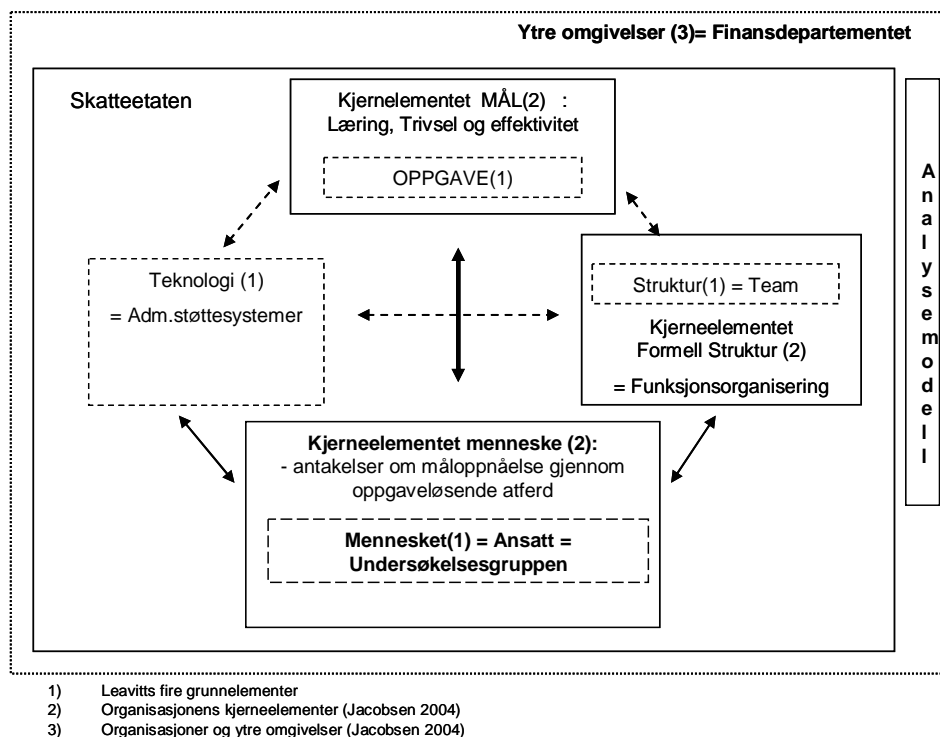 Ytre omgivelser (3)= Finansdepartementet
Skatteetaten
Kjernelementet MÅL(2) :
Læring, Trivsel og effektivitet
OPPGAVE(1)
Teknologi (1)
= Adm.støttesystemer
Struktur(1) = Team
Kjerneelementet
Formell Struktur (2)
= Funksjonsorganisering
Kjerneelementet menneske (2):
- antakelser om måloppnåelse gjennom
oppgaveløsende atferd
Mennesket(1) = Ansatt =
Undersøkelsesgruppen
Analysemodell
1) Leavitts fire grunnelementer
2) Organisasjonens kjerneelementer (Jacobsen 2004)
3) Organisasjoner og ytre omgivelser (Jacobsen 2004)